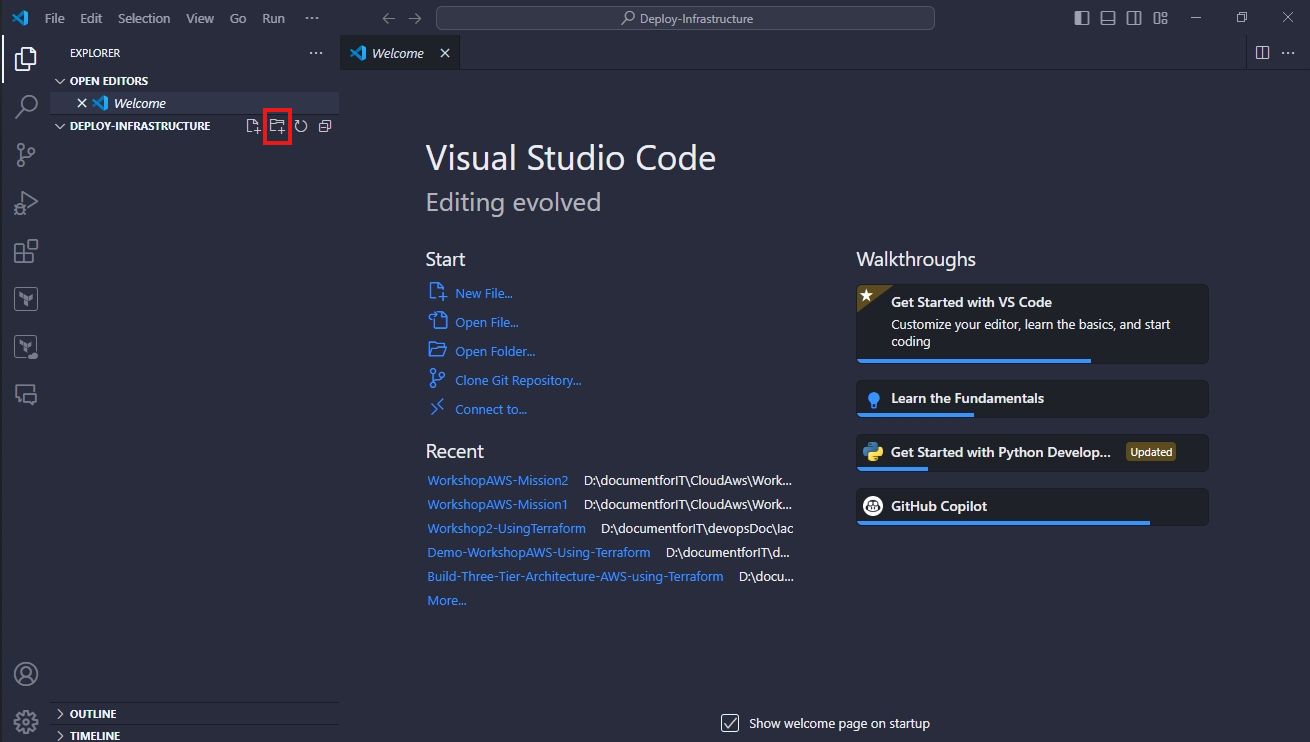 File Edit Selection View Go Run ···
Deploy-Infrastructure
EXPLORER
Welcome
OPEN EDITORS
Welcome
DEPLOY-INFRASTRUCTURE
Visual Studio Code
Editing evolved
Start
New File...
Open File...
Open Folder...
Clone Git Repository...
Connect to...
Recent
WorkshopAWS-Mission2 D:\documentforIT\CloudAws\Work...
WorkshopAWS-Mission1 D:\documentforIT\CloudAws\Work...
Workshop2-UsingTerraform D:\documentforIT\devopsDoc\Iac
Demo-WorkshopAWS-Using-Terraform D:\documentforIT\d...
Build-Three-Tier-Architecture-AWS-using-Terraform D:\docu...
More...
Walkthroughs
Get Started with VS Code
Customize your editor, learn the basics, and start
coding
Learn the Fundamentals
Get Started with Python Develop... Updated
GitHub Copilot
OUTLINE
TIMELINE
Show welcome page on startup